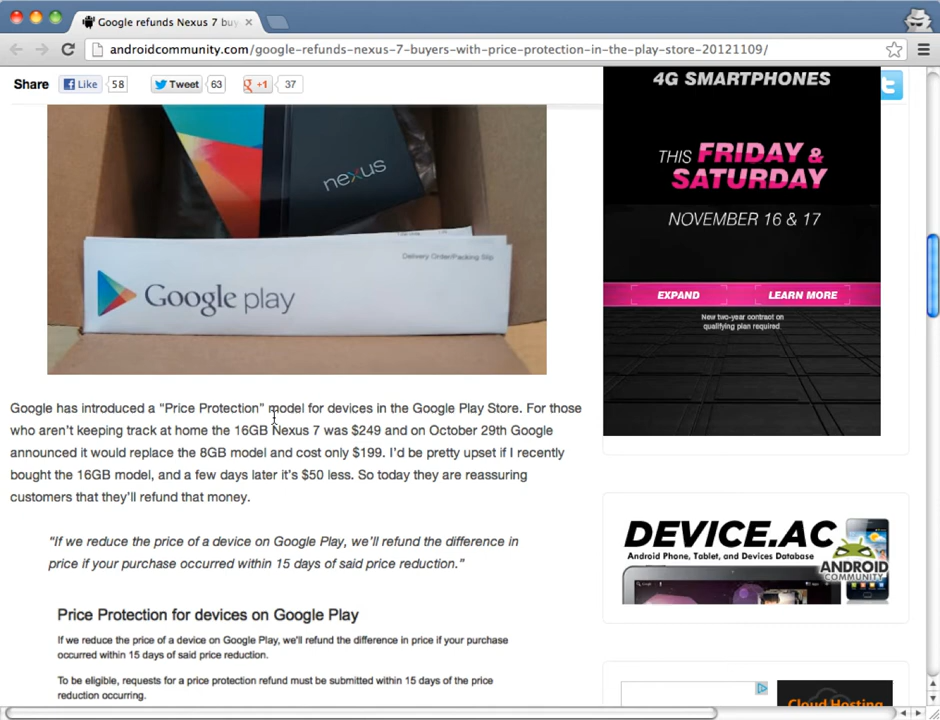 Google refunds Nexus 7 buy
androidcommunity.com/google-refunds-nexus-7-buyers-with-price-protection-in-the-play-store-20121109/
Share Like 58 Tweet 63 +1 37
4G SMARTPHONES
THIS FRIDAY &
SATURDAY
NOVEMBER 16 & 17
EXPAND LEARN MORE
New two-year contract on
qualifying plan required
nexus
Delivery Order/Packing Slip
Google play
Google has introduced a “Price Protection” model for devices in the Google Play Store. For those
who aren’t keeping track at home the 16GB Nexus 7 was $249 and on October 29th Google
announced it would replace the 8GB model and cost only $199. I’d be pretty upset if I recently
bought the 16GB model, and a few days later it’s $50 less. So today they are reassuring
customers that they’ll refund that money.
“If we reduce the price of a device on Google Play, we’ll refund the difference in
price if your purchase occurred within 15 days of said price reduction.”
Price Protection for devices on Google Play
If we reduce the price of a device on Google Play, we'll refund the difference in price if your purchase
occurred within 15 days of said price reduction.
To be eligible, requests for a price protection refund must be submitted within 15 days of the price
reduction occurring.
DEVICE.AC
Android Phone, Tablet, and Devices Database
ANDROID
COMMUNITY
Cloud Hosting